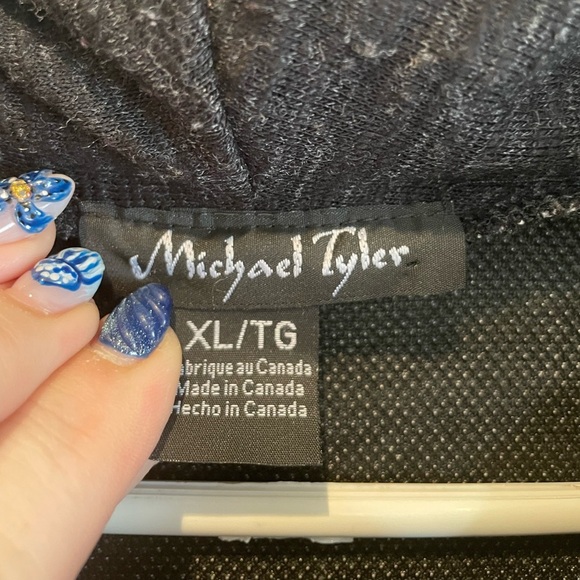 Michael Tyler
XL/TG
abrique au Canada
Made in Canada
Hecho in Canada